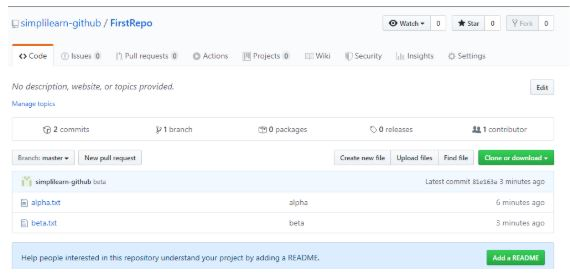 simplilearn-github / FirstRepo
Watch 0 Star 0 Fork 0
Code Issues 0 Pull requests 0 Actions Projects 0 Wiki Security Insights Settings
No description, website, or topics provided. Edit
Manage topics
2 commits 1 branch 0 packages 0 releases 1 contributor
Branch: master New pull request Create new file Upload files Find file Clone or download
simplilearn-github beta Latest commit 81e163a 3 minutes ago
alpha.txt alpha 6 minutes ago
beta.txt beta 3 minutes ago
Help people interested in this repository understand your project by adding a README. Add a README